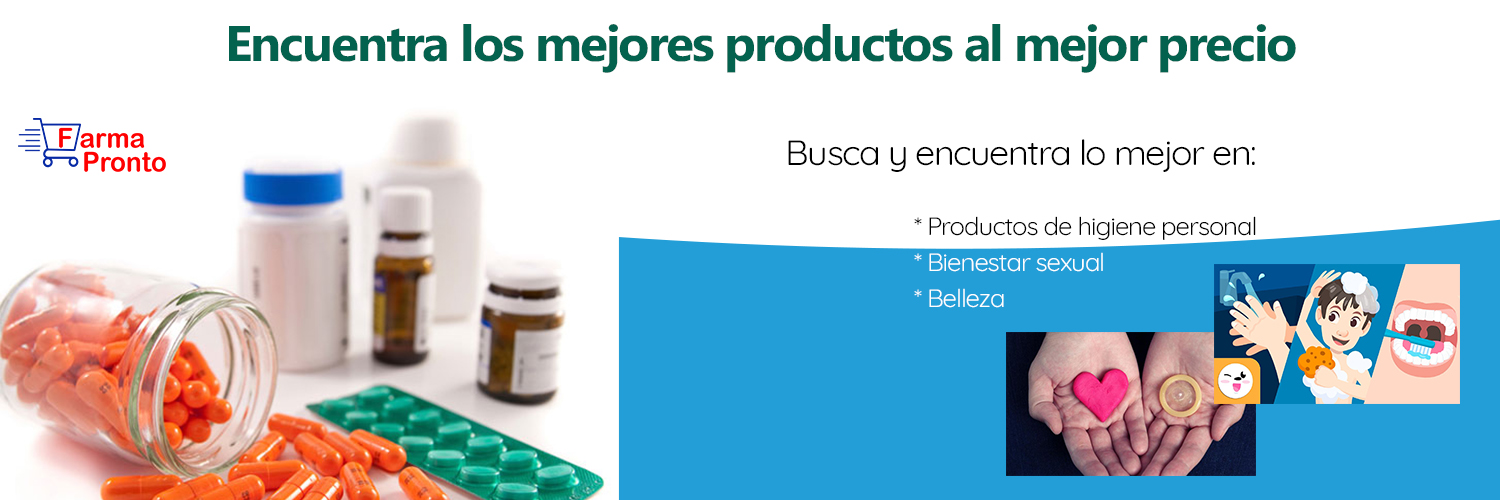 Encuentra los mejores productos al mejor precio
Farma
Pronto
Busca y encuentra lo mejor en:
* Productos de higiene personal
* Bienestar sexual
* Belleza